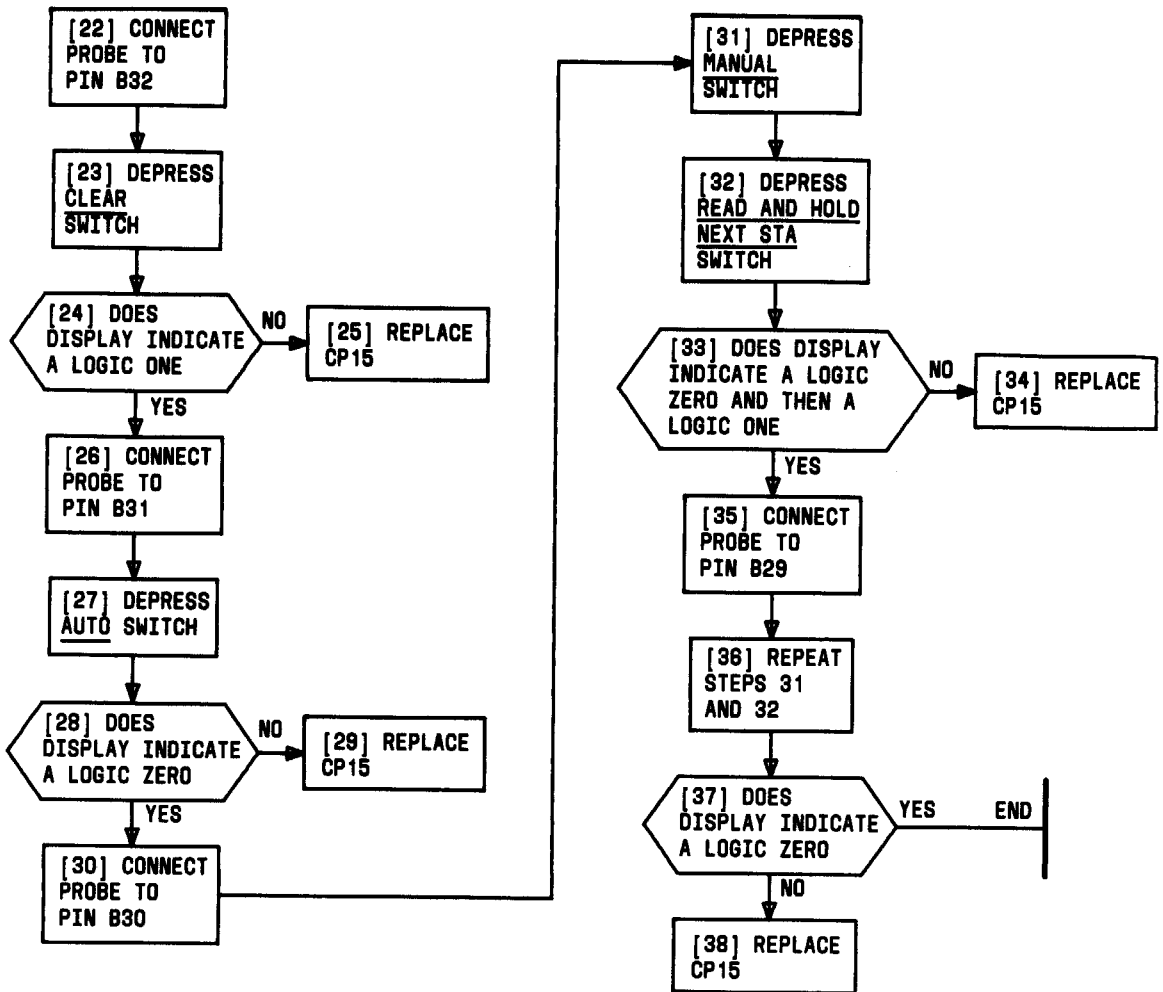 [22] CONNECT
PROBE TO
PIN B32
[23] DEPRESS
CLEAR
SWITCH
[24] DOES
DISPLAY INDICATE
A LOGIC ONE
NO
[25] REPLACE
CP15
YES
[26] CONNECT
PROBE TO
PIN B31
[27] DEPRESS
AUTO SWITCH
[28] DOES
DISPLAY INDICATE
A LOGIC ZERO
NO
[29] REPLACE
CP15
YES
[30] CONNECT
PROBE TO
PIN B30
[31] DEPRESS
MANUAL
SWITCH
[32] DEPRESS
READ AND HOLD
NEXT STA
SWITCH
[33] DOES DISPLAY
INDICATE A LOGIC
ZERO AND THEN A
LOGIC ONE
NO
[34] REPLACE
CP15
YES
[35] CONNECT
PROBE TO
PIN B29
[36] REPEAT
STEPS 31
AND 32
[37] DOES
DISPLAY INDICATE
A LOGIC ZERO
YES
END
NO
[38] REPLACE
CP15